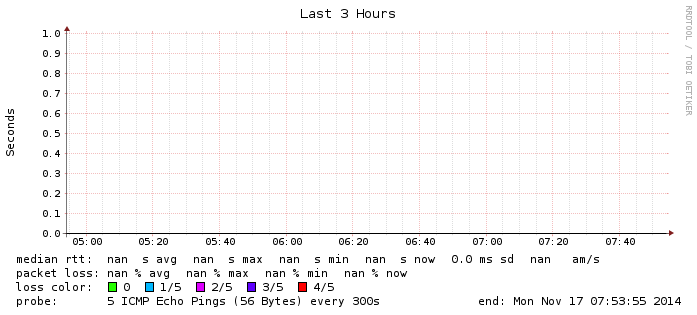 Last 3 Hours
RRDTOOL / TOBI OETIKER
Seconds
1.0
0.9
0.8
0.7
0.6
0.5
0.4
0.3
0.2
0.1
0.0
05:00 05:20 05:40 06:00 06:20 06:40 07:00 07:20 07:40
median rtt: nan s avg nan s max nan s min nan s now 0.0 ms sd nan am/s
packet loss: nan % avg nan % max nan % min nan % now
loss color: 0 1/5 2/5 3/5 4/5
probe: 5 ICMP Echo Pings (56 Bytes) every 300s end: Mon Nov 17 07:53:55 2014